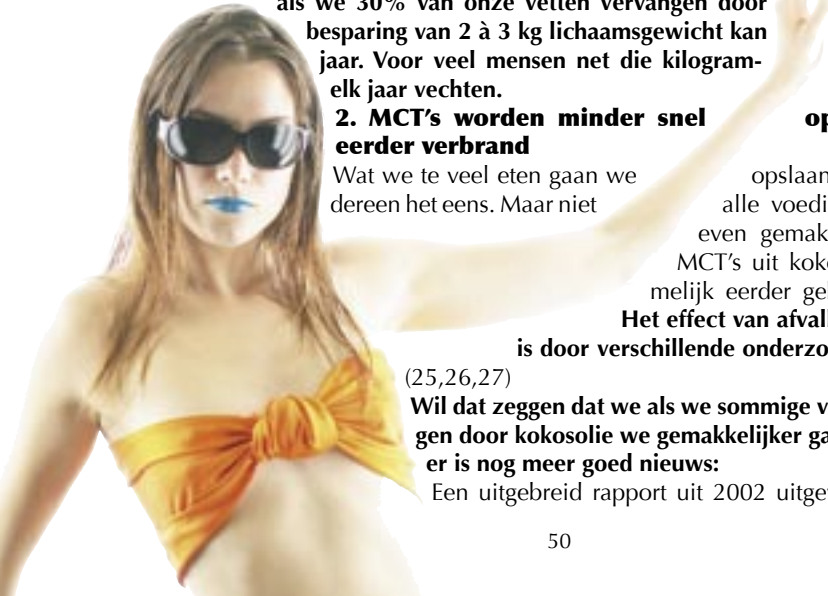 als we 30% van onze vetten vervangen door
besparing van 2 à 3 kg lichaamsgewicht kan
jaar. Voor veel mensen net die kilogram-
elk jaar vechten.
2. MCT’s worden minder snel op
eerder verbrand
Wat we te veel eten gaan we opslaan
dereen het eens. Maar niet alle voedi
even gemak
MCT’s uit kok
melijk eerder ge
Het effect van afval
is door verschillende onderzo
(25,26,27)
Wil dat zeggen dat we als we sommige v
gen door kokosolie we gemakkelijker ga
er is nog meer goed nieuws:
Een uitgebreid rapport uit 2002 uitge
50